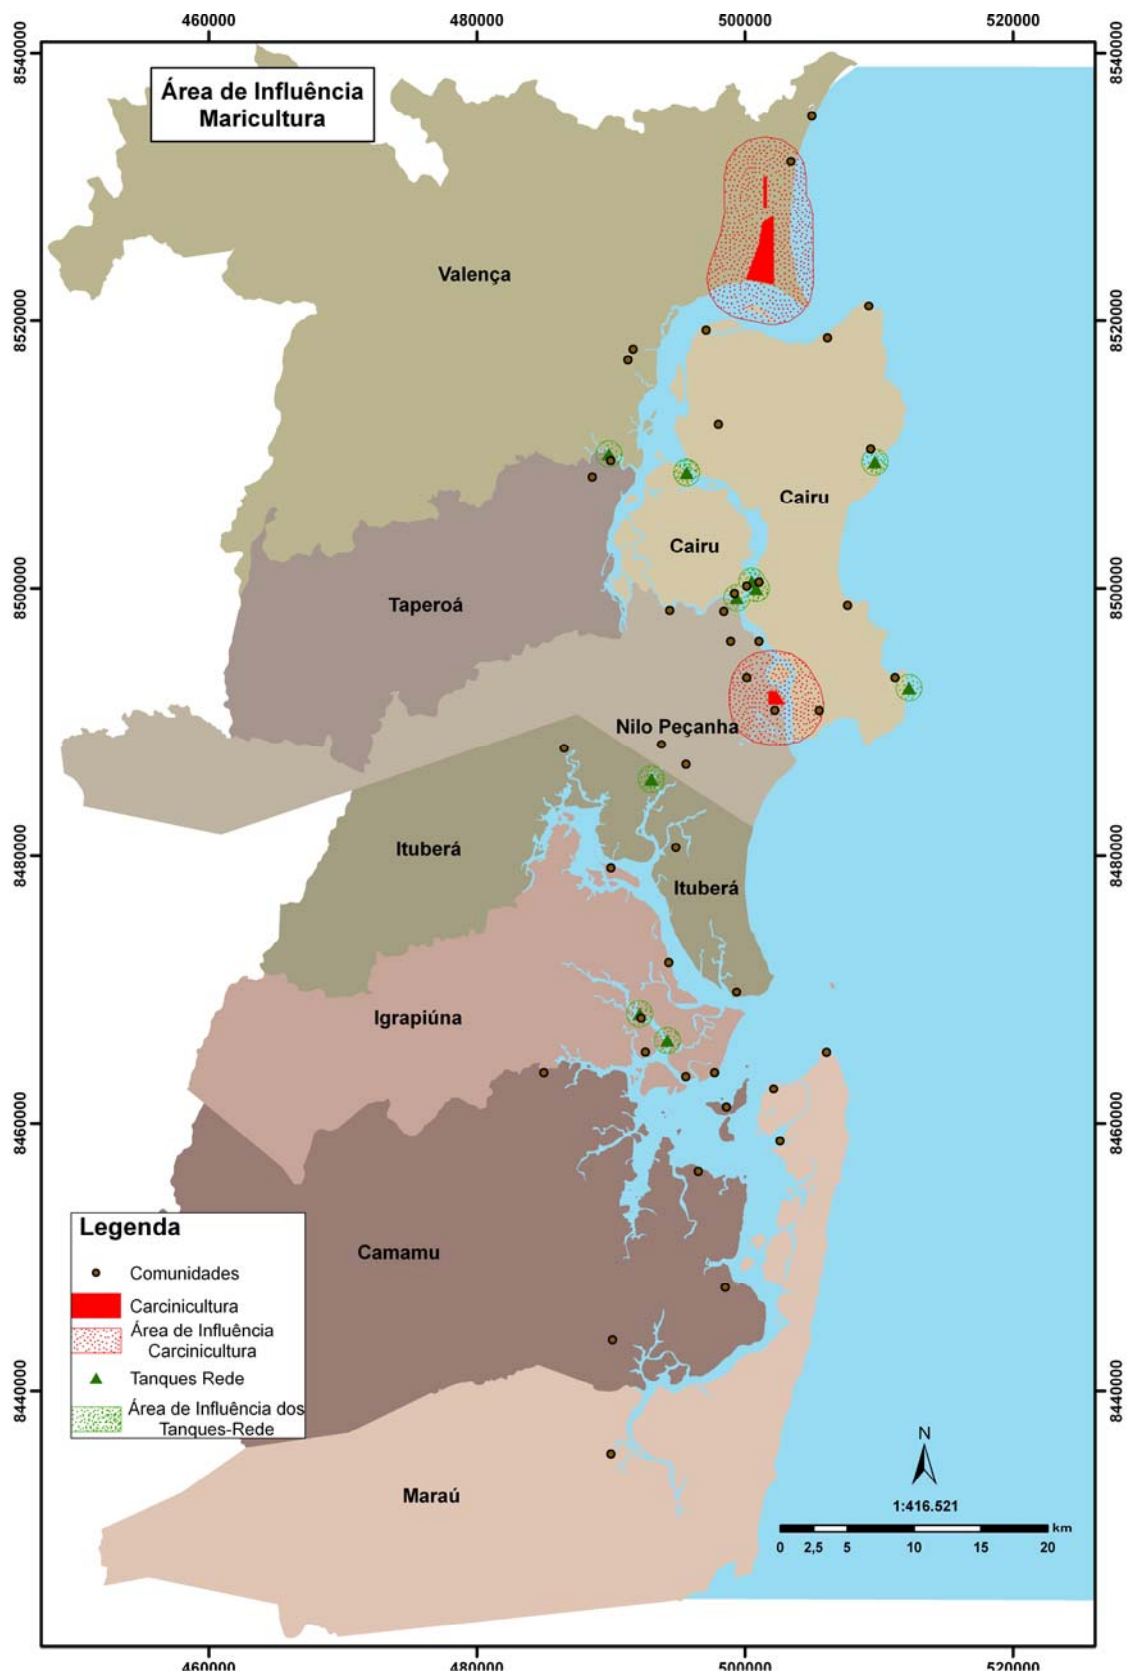 460000 480000 500000 520000
8540000 8540000
Área de Influência
Maricultura
Valença
8520000 8520000
Cairu
Cairu
8500000 8500000
Taperoá
Nilo Peçanha
Ituberá
8480000 8480000
Ituberá
Igrapiúna
8460000 8460000
Camamu
Legenda
Comunidades
Carcinicultura
Área de Influência
Carcinicultura
Tanques Rede
Área de Influência dos
Tanques-Rede
8440000 8440000
N
Maraú
1:416.521
km
0 2,5 5 10 15 20
460000 480000 500000 520000